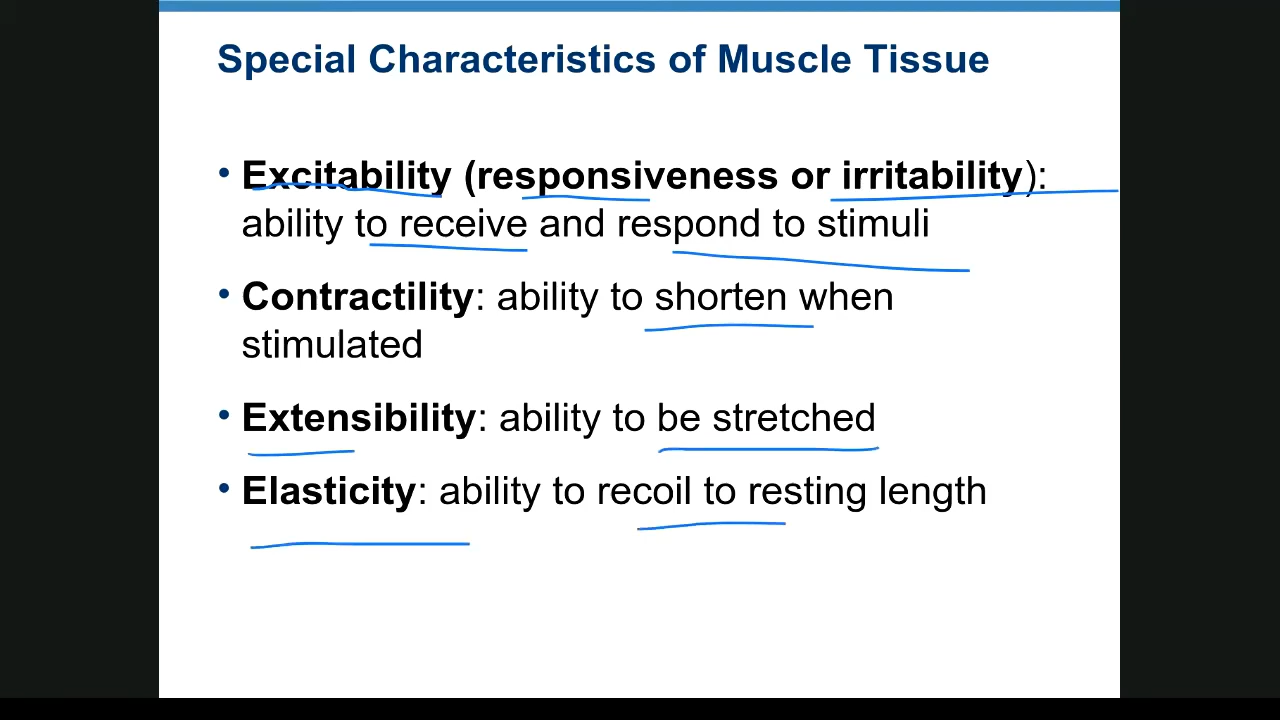 Special Characteristics of Muscle Tissue
• Excitability (responsiveness or irritability):
ability to receive and respond to stimuli
• Contractility: ability to shorten when
stimulated
• Extensibility: ability to be stretched
• Elasticity: ability to recoil to resting length